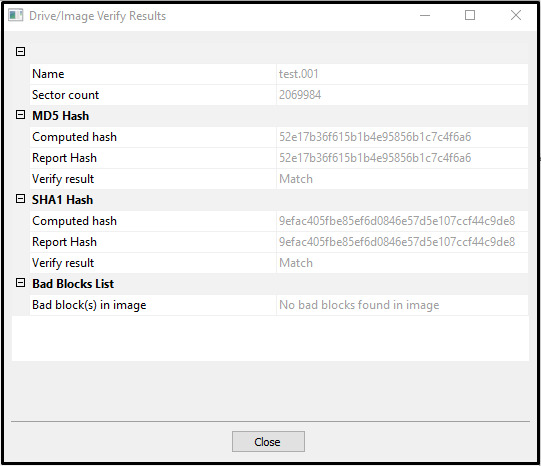 Drive/Image Verify Results
Name test.001
Sector count 2069984
MD5 Hash
Computed hash 52e17b36f615b1b4e95856b1c7c4f6a6
Report Hash 52e17b36f615b1b4e95856b1c7c4f6a6
Verify result Match
SHA1 Hash
Computed hash 9efac405fbe85ef6d0846e57d5e107ccf44c9de8
Report Hash 9efac405fbe85ef6d0846e57d5e107ccf44c9de8
Verify result Match
Bad Blocks List
Bad block(s) in image No bad blocks found in image
Close